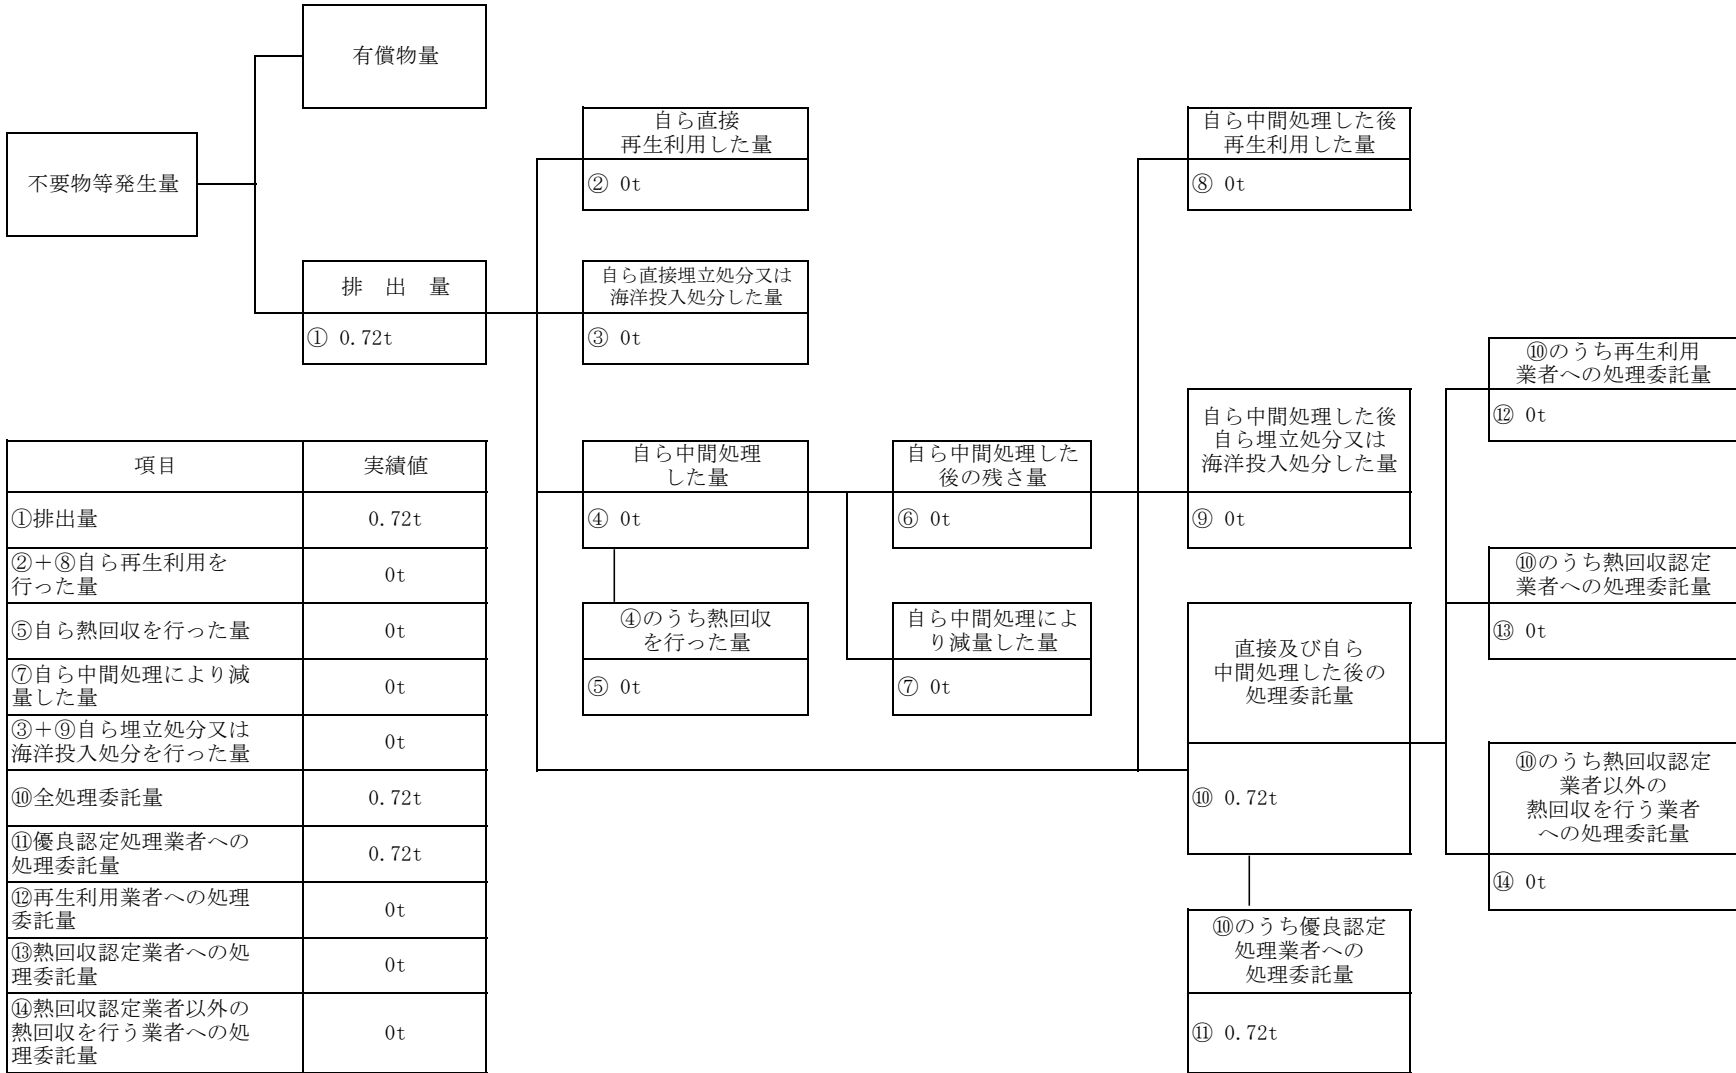 有償物量
不要物等発生量
排　出　量
① 0.72t
自ら直接
再生利用した量
② 0t
自ら直接埋立処分又は
海洋投入処分した量
③ 0t
自ら中間処理
した量
④ 0t
④のうち熱回収
を行った量
⑤ 0t
自ら中間処理した
後の残さ量
⑥ 0t
自ら中間処理によ
り減量した量
⑦ 0t
自ら中間処理した後
再生利用した量
⑧ 0t
自ら中間処理した後
自ら埋立処分又は
海洋投入処分した量
⑨ 0t
直接及び自ら
中間処理した後の
処理委託量
⑩ 0.72t
⑩のうち優良認定
処理業者への
処理委託量
⑪ 0.72t
⑩のうち再生利用
業者への処理委託量
⑫ 0t
⑩のうち熱回収認定
業者への処理委託量
⑬ 0t
⑩のうち熱回収認定
業者以外の
熱回収を行う業者
への処理委託量
⑭ 0t
項目 実績値
①排出量 0.72t
②＋⑧自ら再生利用を
行った量 0t
⑤自ら熱回収を行った量 0t
⑦自ら中間処理により減
量した量 0t
③＋⑨自ら埋立処分又は
海洋投入処分を行った量 0t
⑩全処理委託量 0.72t
⑪優良認定処理業者への
処理委託量 0.72t
⑫再生利用業者への処理
委託量 0t
⑬熱回収認定業者への処
理委託量 0t
⑭熱回収認定業者以外の
熱回収を行う業者への処
理委託量 0t